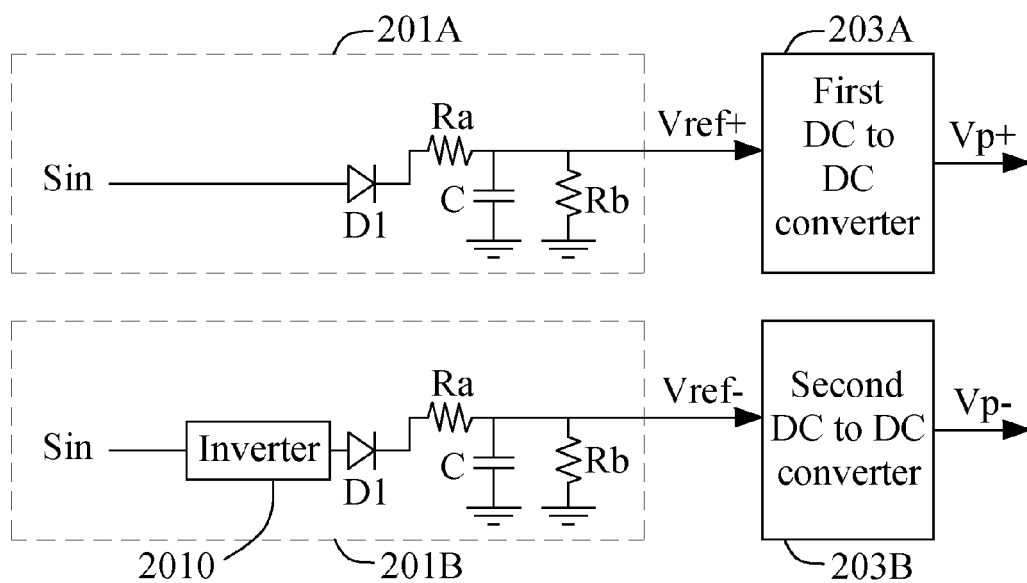 201A
203A
Sin
D1
Ra
C
Rb
Vref+
First
DC to
DC
converter
Vp+
Sin
Inverter
D1
Ra
C
Rb
Vref-
Second
DC to DC
converter
Vp-
2010
201B
203B